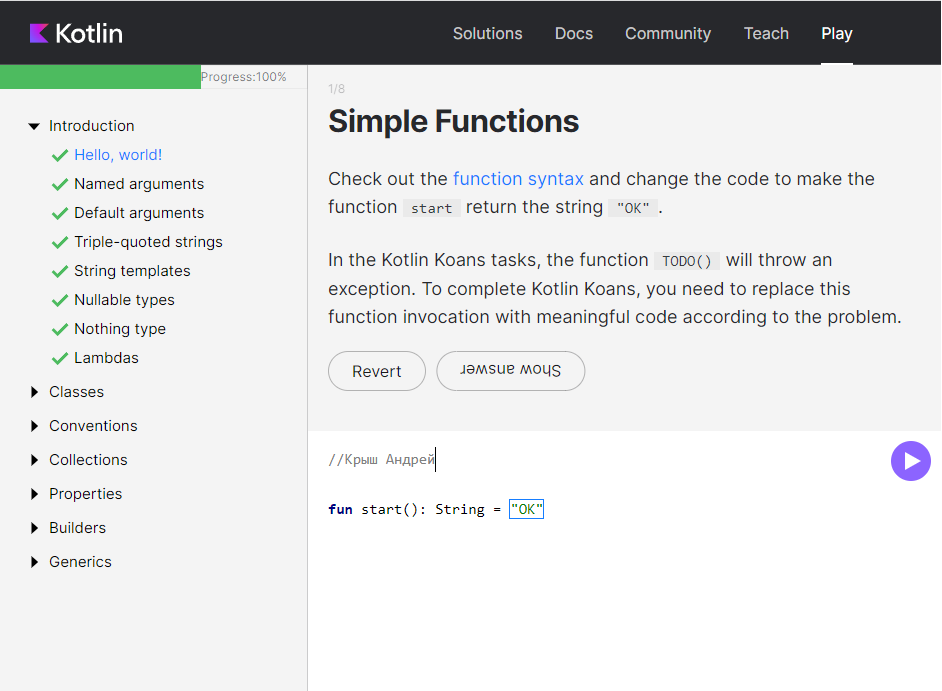 Kotlin
Solutions Docs Community Teach Play
Progress:100%
Introduction
Hello, world!
Named arguments
Default arguments
Triple-quoted strings
String templates
Nullable types
Nothing type
Lambdas
Classes
Conventions
Collections
Properties
Builders
Generics
1/8
Simple Functions
Check out the function syntax and change the code to make the
function start return the string "OK" .
In the Kotlin Koans tasks, the function TODO() will throw an
exception. To complete Kotlin Koans, you need to replace this
function invocation with meaningful code according to the problem.
Revert Show answer
//Крыш Андрей
fun start(): String = "OK"